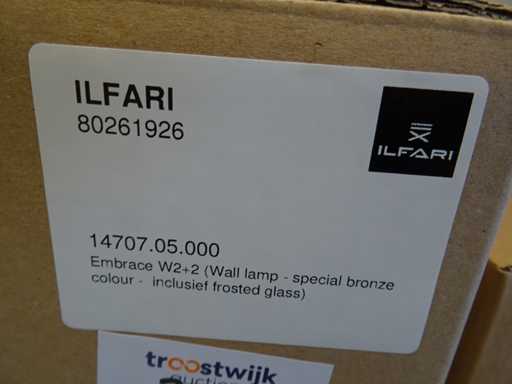 ILFARI
80261926
ILFARI
14707.05.000
Embrace W2+2 (Wall lamp - special bronze
colour - inclusief frosted glass)
troostwijk